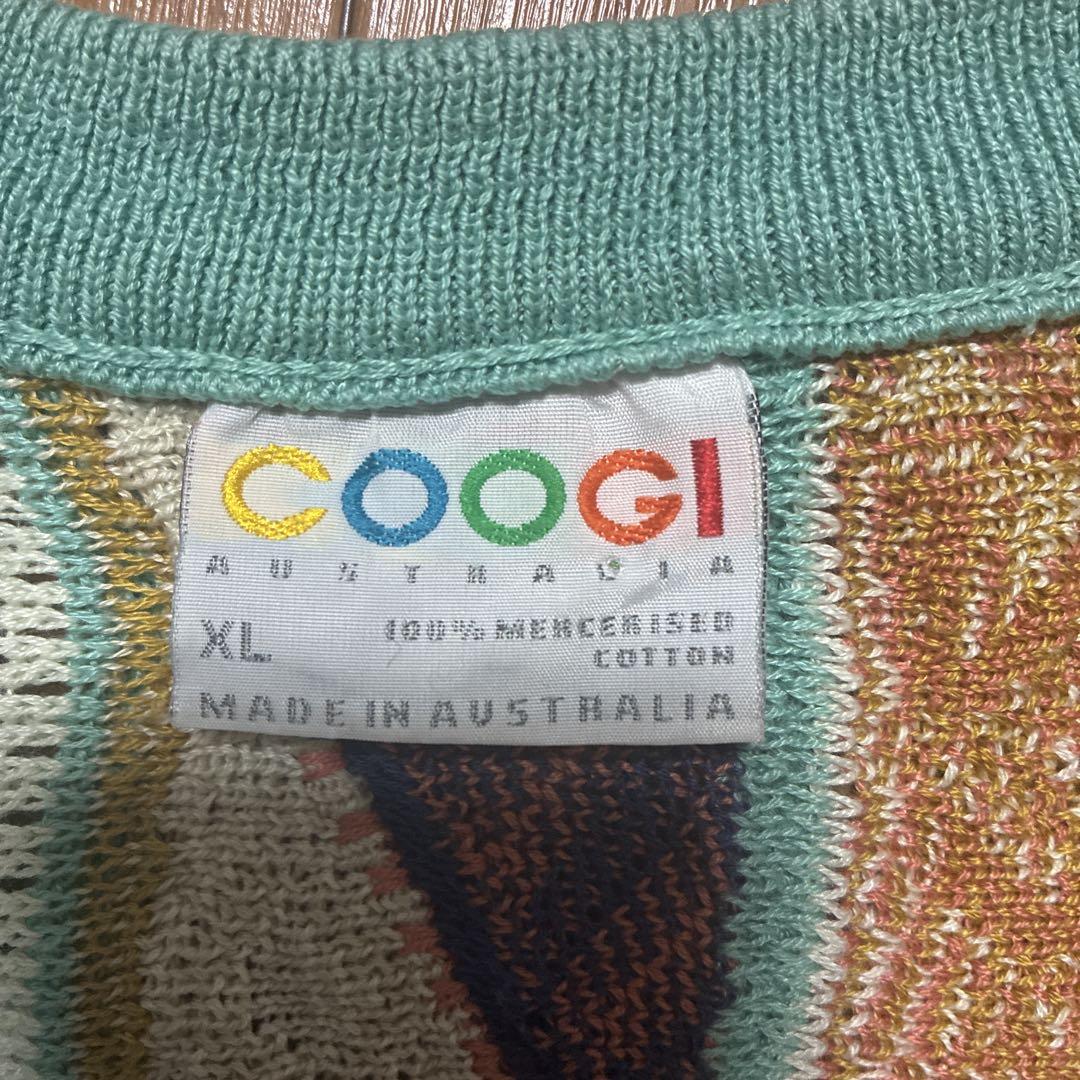 COOGI
AUSTRALIA
XL 100% MERCERISED
COTTON
MADE IN AUSTRALIA